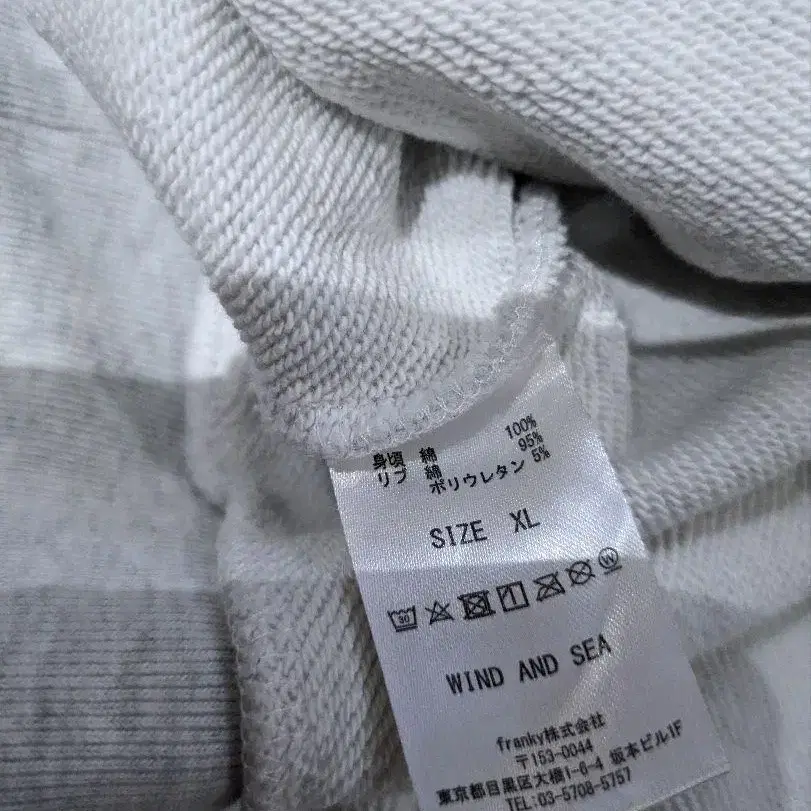 身頃 綿 100%
リブ 綿 95%
ポリウレタン 5%
SIZE XL
30
W
WIND AND SEA
franky株式会社
〒153-0044
東京都目黒区大橋1-6-4 坂本ビル1F
TEL:03-5708-5757